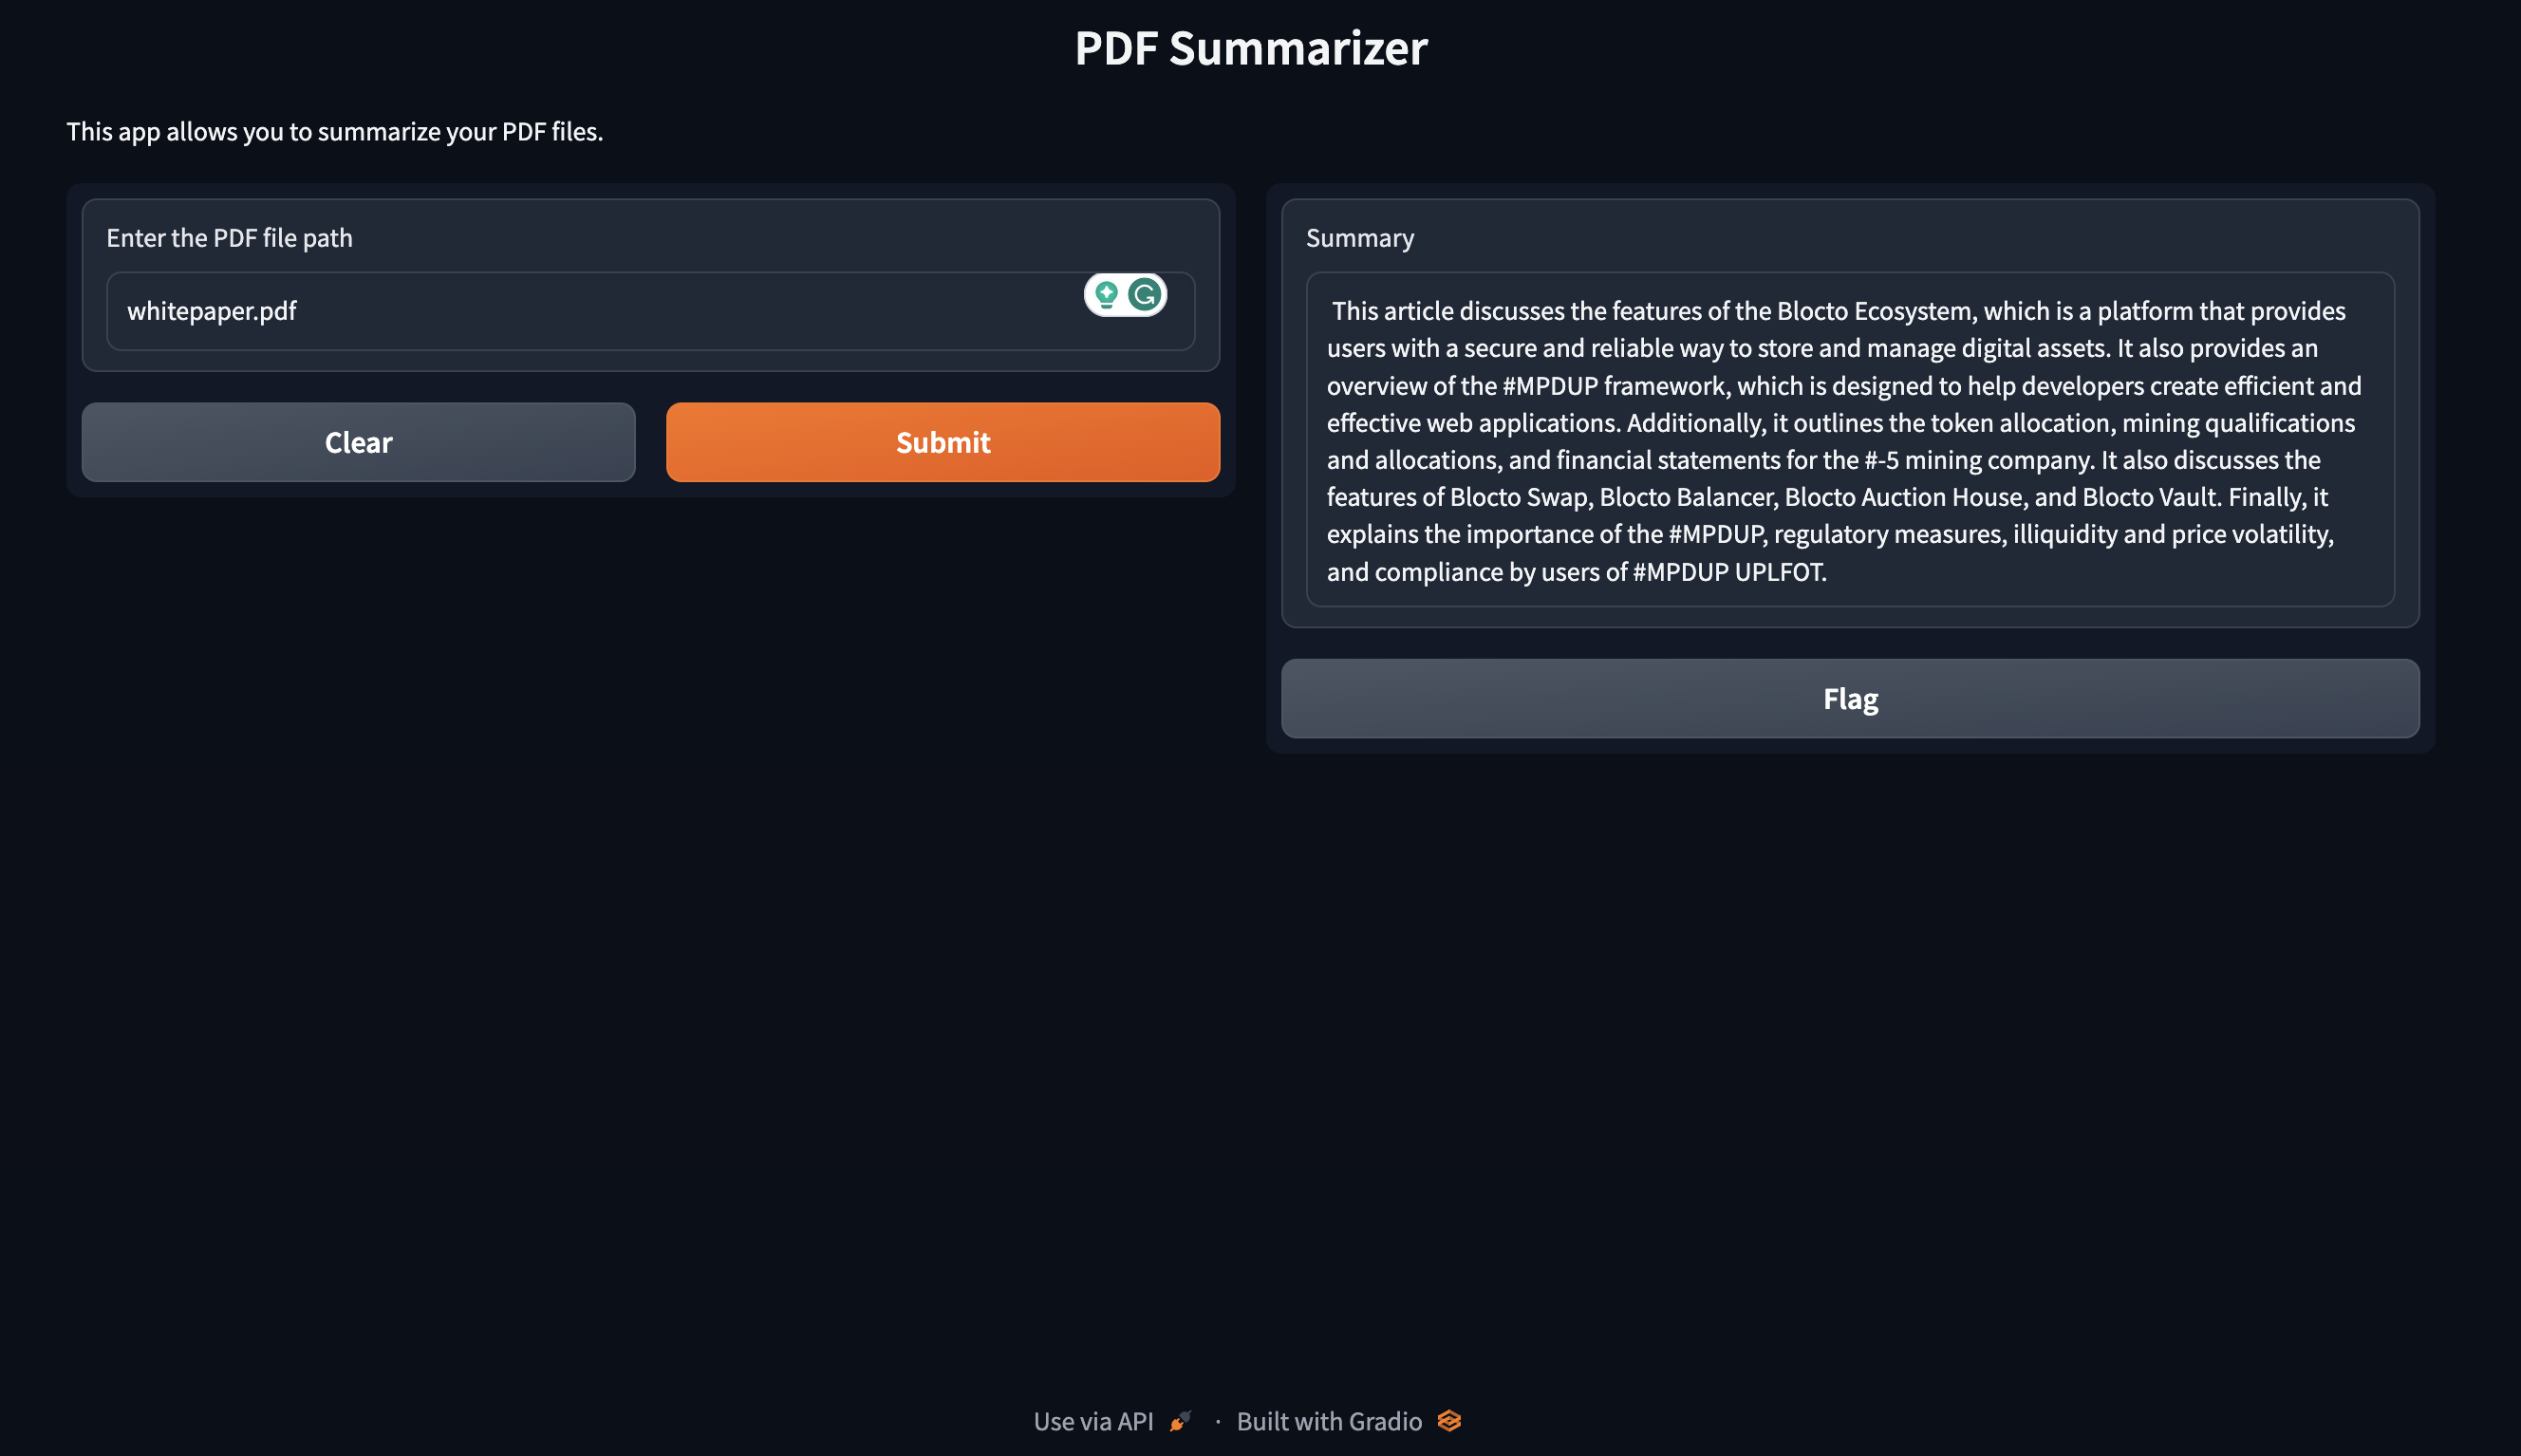 PDF Summarizer
This app allows you to summarize your PDF files.
Enter the PDF file path
whitepaper.pdf
Clear
Submit
Summary
This article discusses the features of the Blocto Ecosystem, which is a platform that provides
users with a secure and reliable way to store and manage digital assets. It also provides an
overview of the #MPDUP framework, which is designed to help developers create efficient and
effective web applications. Additionally, it outlines the token allocation, mining qualifications
and allocations, and financial statements for the #-5 mining company. It also discusses the
features of Blocto Swap, Blocto Balancer, Blocto Auction House, and Blocto Vault. Finally, it
explains the importance of the #MPDUP, regulatory measures, illiquidity and price volatility,
and compliance by users of #MPDUP UPLFOT.
Flag
Use via API · Built with Gradio